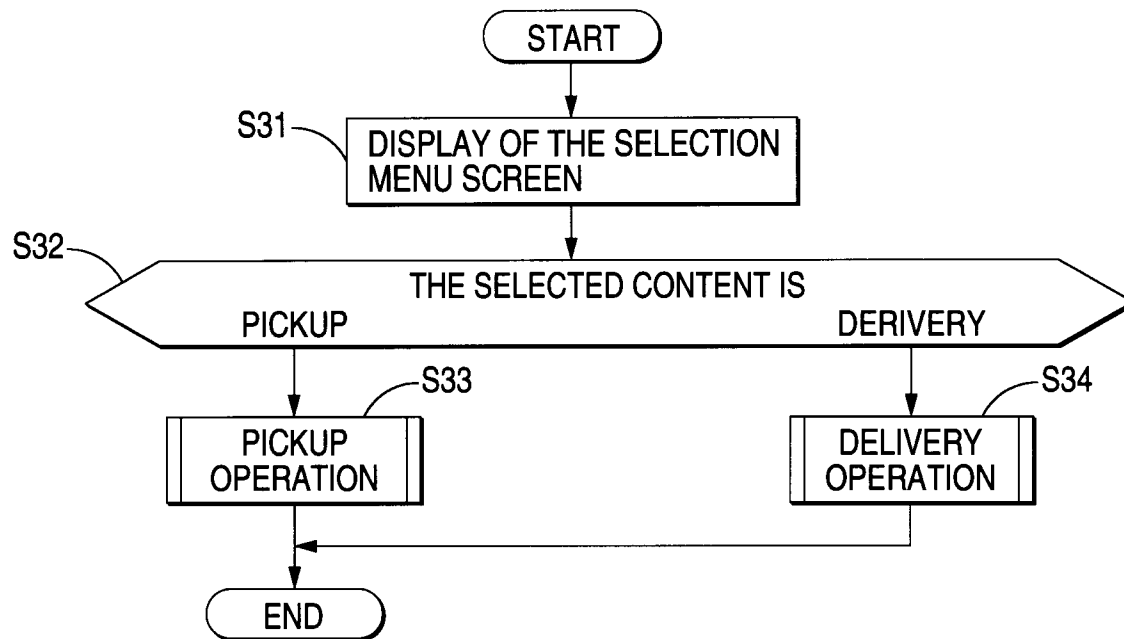 START
S31
DISPLAY OF THE SELECTION
MENU SCREEN
S32
THE SELECTED CONTENT IS
PICKUP
DERIVERY
S33
PICKUP
OPERATION
S34
DELIVERY
OPERATION
END